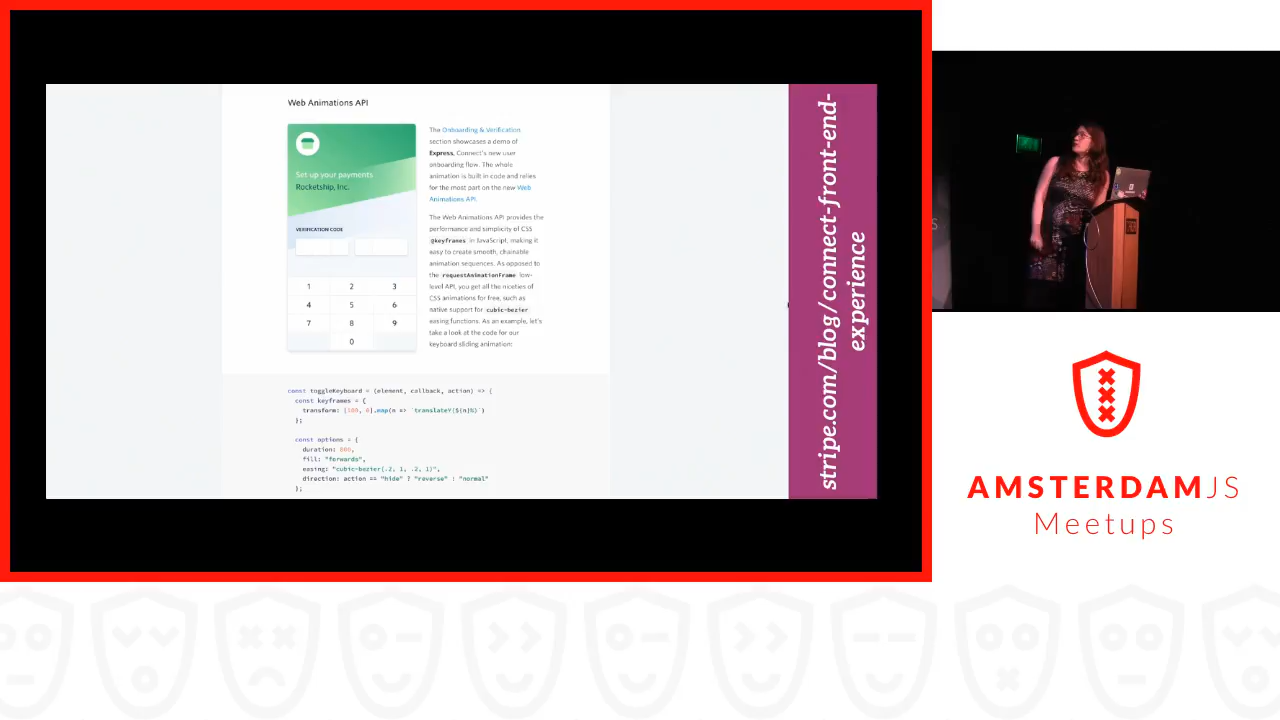 Web Animations API
Set up your payments
Rocketship, Inc.
VERIFICATION CODE
1 2 3
4 5 6
7 8 9
0
The Onboarding & Verification
section showcases a demo of
Express, Connect's new user
onboarding flow. The whole
animation is built in code and relies
for the most part on the new Web
Animations API.
The Web Animations API provides the
performance and simplicity of CSS
@keyframes in JavaScript, making it
easy to create smooth, chainable
animation sequences. As opposed to
the requestAnimationFrame low-
level API, you get all the niceties of
CSS animations for free, such as
native support for cubic-bezier
easing functions. As an example, let's
take a look at the code for our
keyboard sliding animation:
const toggleKeyboard = (element, callback, action) => {
const keyframes = {
transform: [100, 0].map(n => `translateY(${n}%)`)
};
const options = {
duration: 800,
fill: "forwards",
easing: "cubic-bezier(.2, 1, .2, 1)",
direction: action == "hide" ? "reverse" : "normal"
};
stripe.com/blog/connect-front-end-
experience
AMSTERDAMJS
Meetups